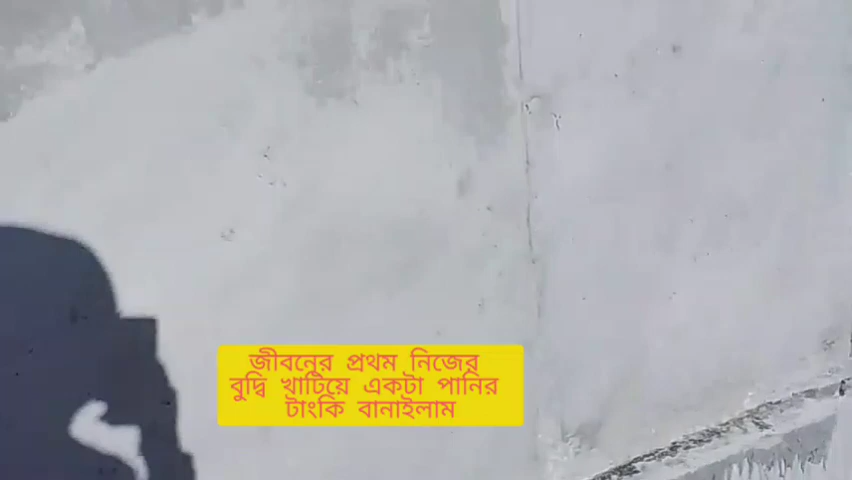 জীবনের প্রথম নিজের
বুদ্বি খাটিয়ে একটা পানির
টাংকি বানাইলাম